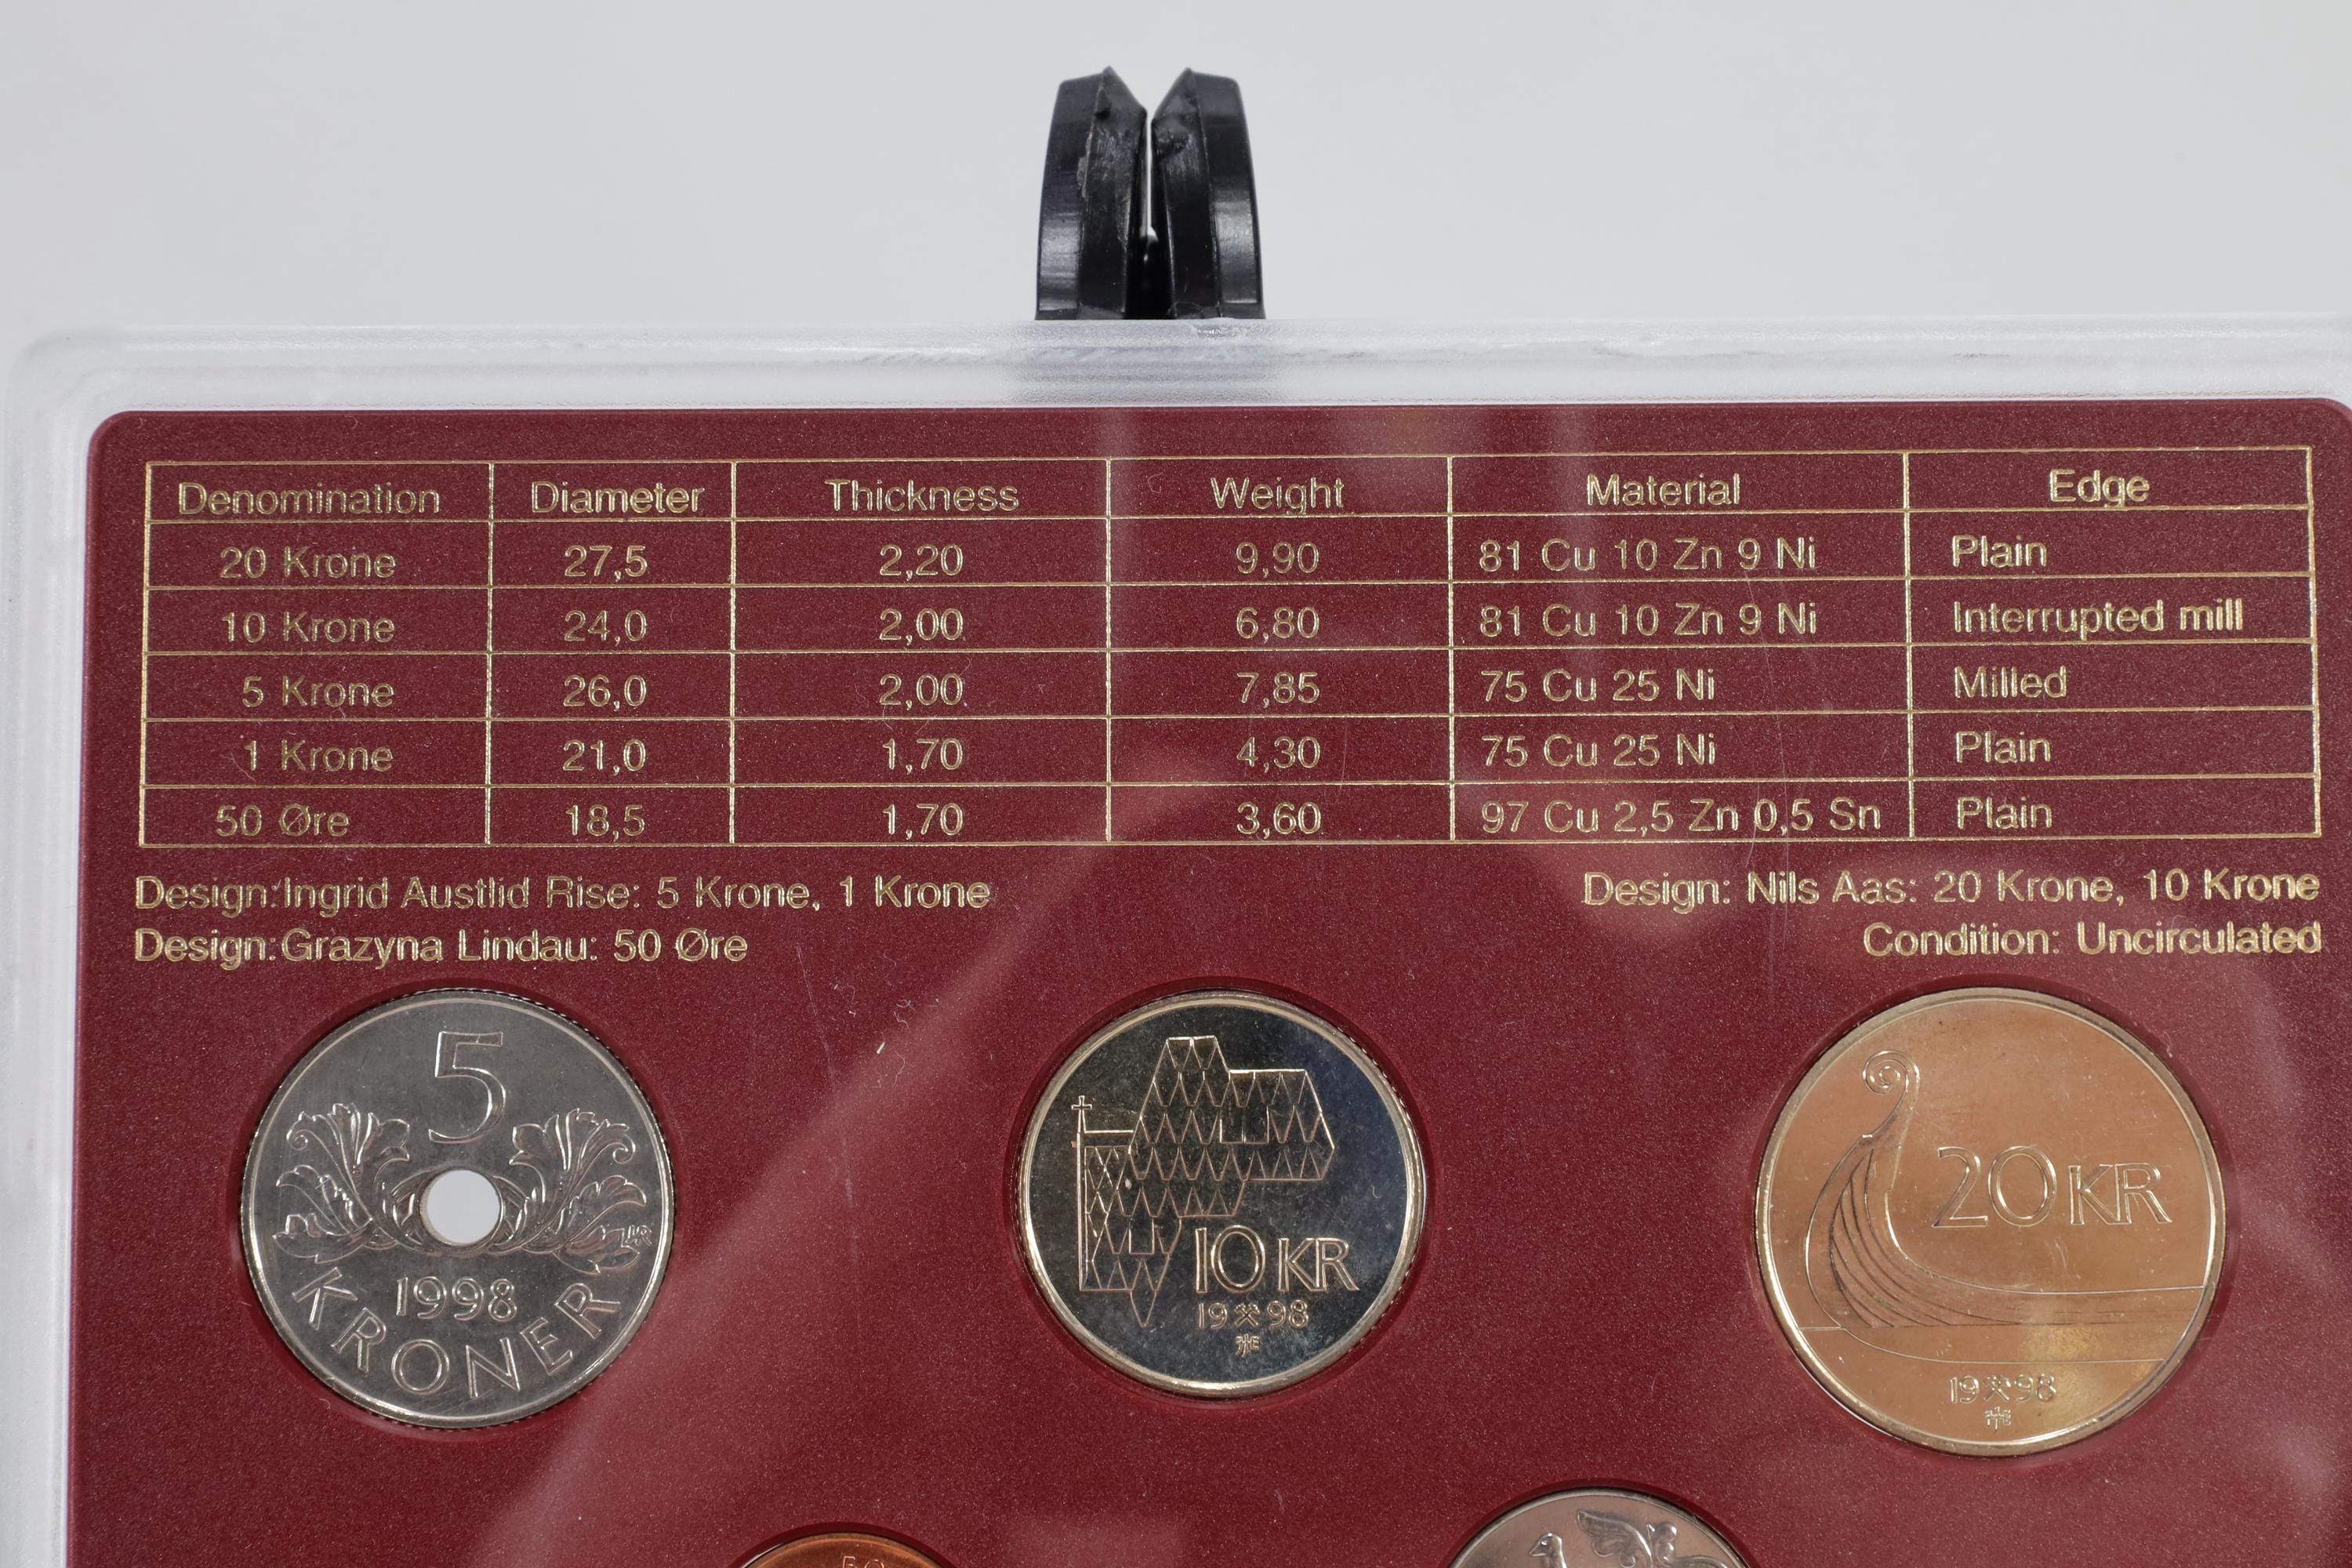 Denomination Diameter Thickness Weight Material Edge
20 Krone 27,5 2,20 9,90 81 Cu 10 Zn 9 Ni Plain
10 Krone 24,0 2,00 6,80 81 Cu 10 Zn 9 Ni Interrupted mill
5 Krone 26,0 2,00 7,85 75 Cu 25 Ni Milled
1 Krone 21,0 1,70 4,30 75 Cu 25 Ni Plain
50 Øre 18,5 1,70 3,60 97 Cu 2,5 Zn 0,5 Sn Plain
Design: Ingrid Austlid Rise: 5 Krone, 1 Krone
Design: Nils Aas: 20 Krone, 10 Krone
Design: Grazyna Lindau: 50 Øre
Condition: Uncirculated
5
1998
KRONER
10 KR
19 98
20 KR
19 98